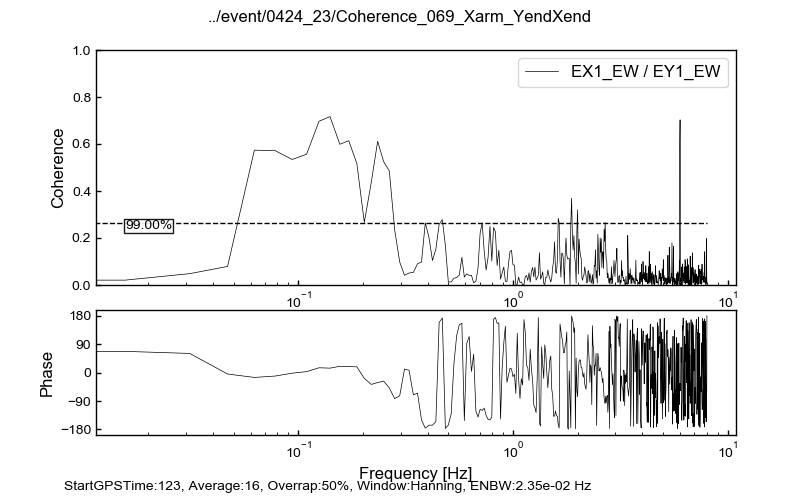 ../event/0424_23/Coherence_069_Xarm_YendXend
1.0
EX1_EW / EY1_EW
0.8
0.6
Coherence
0.4
99.00%
0.2
0.0
10⁻¹ 10⁰ 10¹
180
90
Phase
0
−90
−180
10⁻¹ 10⁰ 10¹
Frequency [Hz]
StartGPSTime:123, Average:16, Overrap:50%, Window:Hanning, ENBW:2.35e-02 Hz